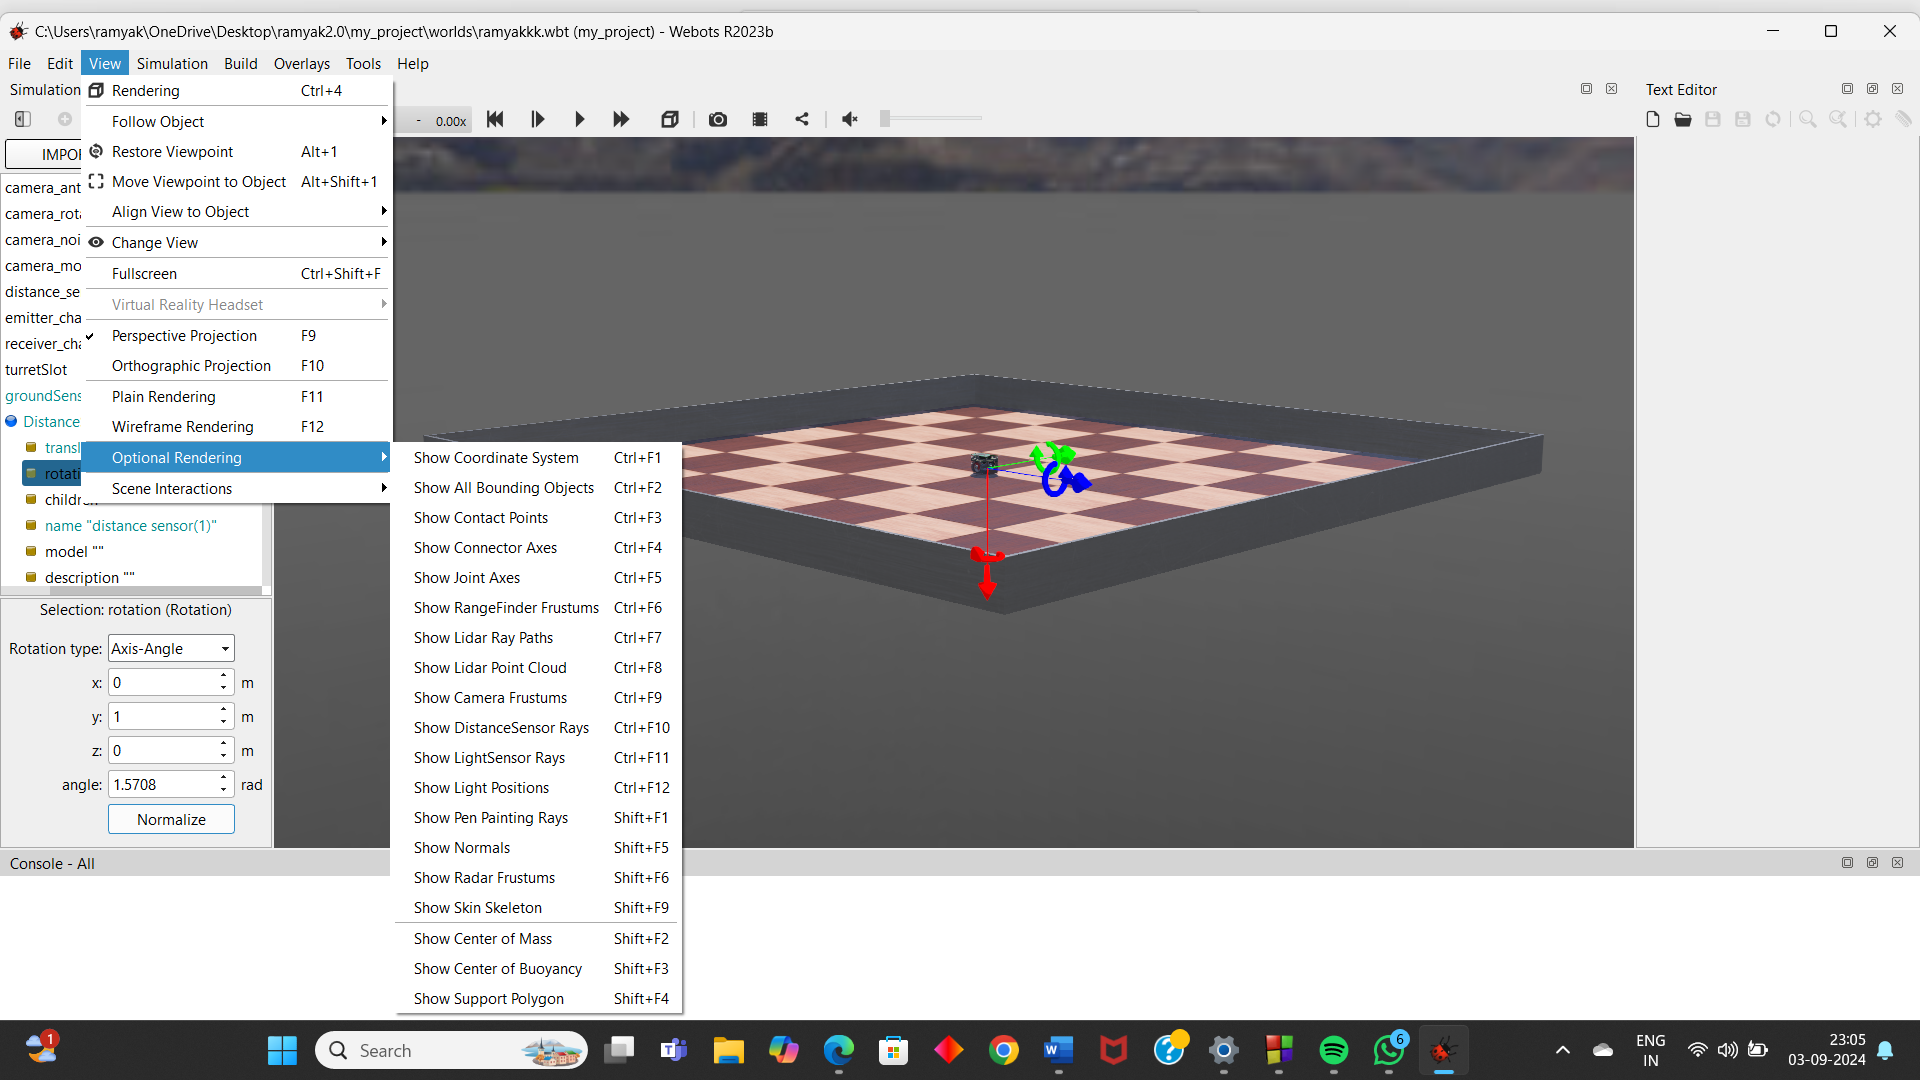 C:\Users\ramyak\OneDrive\Desktop\ramyak2.0\my_project\worlds\ramyakkk.wbt (my_project) - Webots R2023b
File Edit View Simulation Build Overlays Tools Help
Simulation
Rendering Ctrl+4
Follow Object
Restore Viewpoint Alt+1
Move Viewpoint to Object Alt+Shift+1
Align View to Object
Change View
Fullscreen Ctrl+Shift+F
Virtual Reality Headset
Perspective Projection F9
Orthographic Projection F10
Plain Rendering F11
Wireframe Rendering F12
Optional Rendering
Scene Interactions
- 0.00x
Text Editor
IMPO
camera_ant
camera_rota
camera_noi
camera_mo
distance_se
emitter_cha
receiver_cha
turretSlot
groundSens
Distance
transl
rotati
children
name "distance sensor(1)"
model ""
description ""
Show Coordinate System Ctrl+F1
Show All Bounding Objects Ctrl+F2
Show Contact Points Ctrl+F3
Show Connector Axes Ctrl+F4
Show Joint Axes Ctrl+F5
Show RangeFinder Frustums Ctrl+F6
Show Lidar Ray Paths Ctrl+F7
Show Lidar Point Cloud Ctrl+F8
Show Camera Frustums Ctrl+F9
Show DistanceSensor Rays Ctrl+F10
Show LightSensor Rays Ctrl+F11
Show Light Positions Ctrl+F12
Show Pen Painting Rays Shift+F1
Show Normals Shift+F5
Show Radar Frustums Shift+F6
Show Skin Skeleton Shift+F9
Show Center of Mass Shift+F2
Show Center of Buoyancy Shift+F3
Show Support Polygon Shift+F4
Selection: rotation (Rotation)
Rotation type: Axis-Angle
x: 0 m
y: 1 m
z: 0 m
angle: 1.5708 rad
Normalize
Console - All
1
Search
6
ENG
IN
23:05
03-09-2024